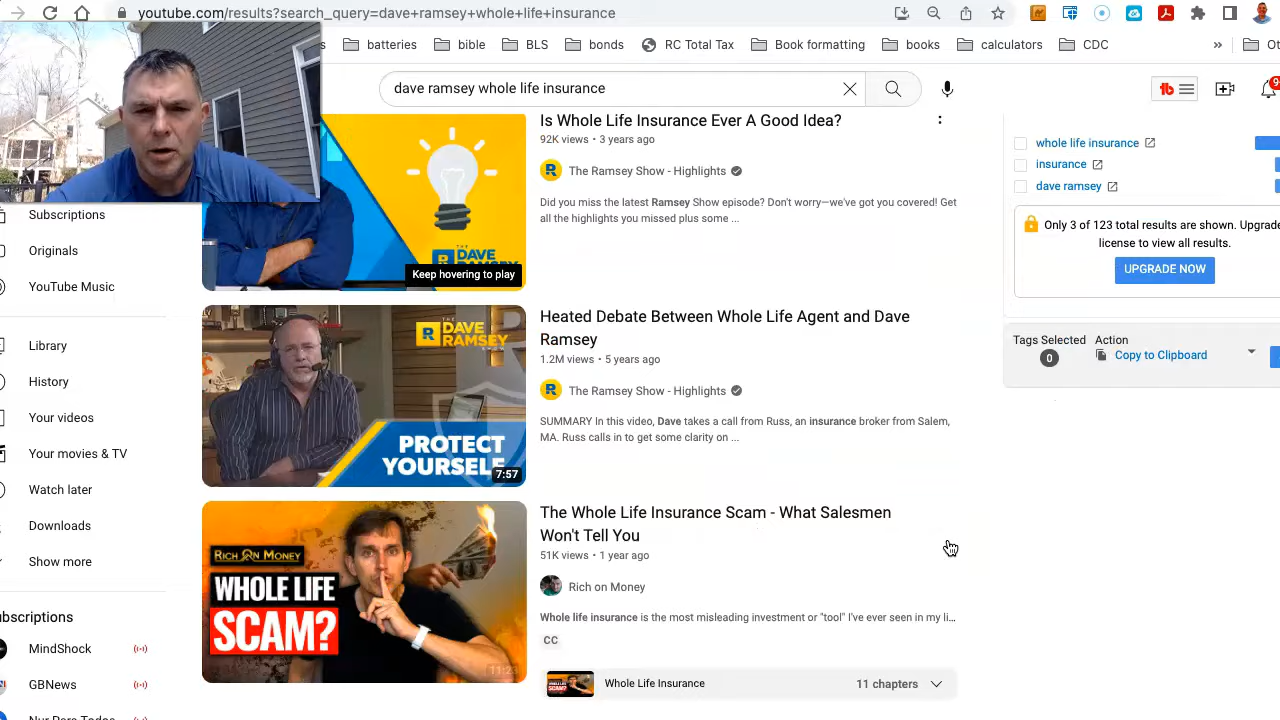 youtube.com/results?search_query=dave+ramsey+whole+life+insurance
batteries
bible
BLS
bonds
RC Total Tax
Book formatting
books
calculators
CDC
»
dave ramsey whole life insurance
Is Whole Life Insurance Ever A Good Idea?
92K views • 3 years ago
The Ramsey Show - Highlights
Did you miss the latest Ramsey Show episode? Don't worry—we've got you covered! Get
all the highlights you missed plus some ...
THE
DAVE
Keep hovering to play
whole life insurance
insurance
dave ramsey
Only 3 of 123 total results are shown. Upgrade
license to view all results.
UPGRADE NOW
Tags Selected
0
Action
Copy to Clipboard
Subscriptions
Originals
YouTube Music
Library
History
Your videos
Your movies & TV
Watch later
Downloads
Show more
THE
DAVE
RAMSEY
SHOW
PROTECT
YOURSELF
7:57
Heated Debate Between Whole Life Agent and Dave
Ramsey
1.2M views • 5 years ago
The Ramsey Show - Highlights
SUMMARY In this video, Dave takes a call from Russ, an insurance broker from Salem,
MA. Russ calls in to get some clarity on ...
RICH ON MONEY
WHOLE LIFE
SCAM?
11:23
The Whole Life Insurance Scam - What Salesmen
Won't Tell You
51K views • 1 year ago
Rich on Money
Whole life insurance is the most misleading investment or "tool" I've ever seen in my li...
CC
Whole Life Insurance
11 chapters
MindShock
GBNews